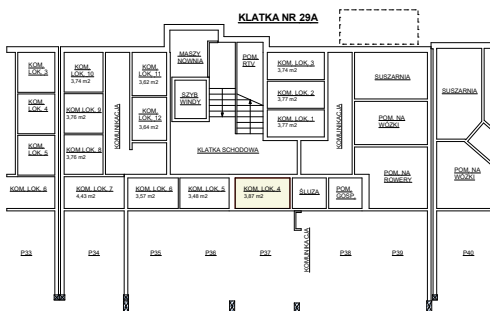 KLATKA NR 29A
KOM.
LOK. 3
KOM.
LOK. 10
3,74 m2
KOM.
LOK. 11
3,62 m2
MASZY
NOWNIA
POM.
RTV
KOM. LOK. 3
3,74 m2
SUSZARNIA
SUSZARNIA
KOM.
LOK. 4
KOM LOK. 9
3,76 m2
KOMUNIKACJA
KOM.
LOK. 12
3,64 m2
SZYB
WINDY
KOM. LOK. 2
3,77 m2
KOM. LOK. 1
3,77 m2
KOMUNIKACJA
POM. NA
WÓZKI
KOM.
LOK. 5
KOM LOK. 8
3,76 m2
KLATKA SCHODOWA
POM. NA
ROWERY
POM. NA
WÓZKI
KOM. LOK. 6
KOM. LOK. 7
4,43 m2
KOM. LOK. 6
3,57 m2
KOM. LOK. 5
3,48 m2
KOM. LOK. 4
3,87 m2
ŚLUZA
POM.
GOSP.
KOMUNIKACJA
P33
P34
P35
P36
P37
P38
P39
P40